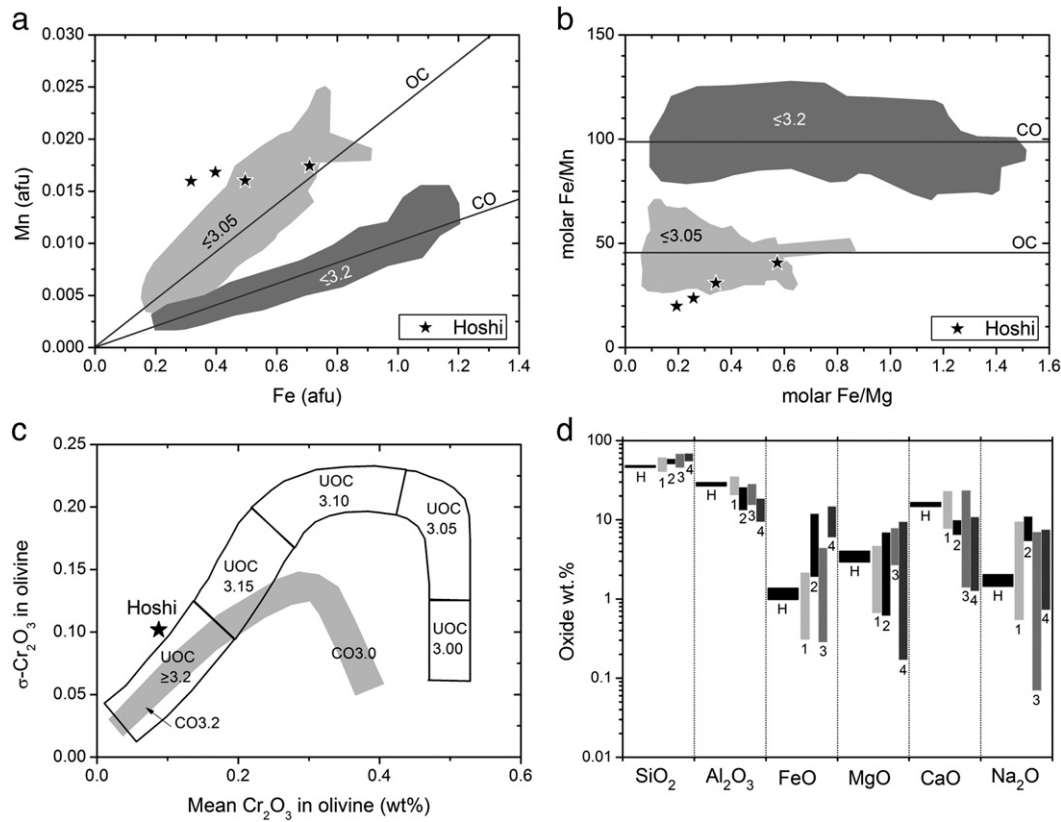 a
0.030
0.025
0.020
0.015
0.010
0.005
0.000
Mn (afu)
OC
CO
≤3.05
≤3.2
★ Hoshi
0.0 0.2 0.4 0.6 0.8 1.0 1.2 1.4
Fe (afu)
b
150
100
50
0
molar Fe/Mn
≤3.2
CO
≤3.05
OC
★ Hoshi
0.0 0.2 0.4 0.6 0.8 1.0 1.2 1.4 1.6
molar Fe/Mg
c
0.25
0.20
0.15
0.10
0.05
0.00
σ-Cr₂O₃ in olivine
UOC
3.10
UOC
3.05
UOC
3.15
UOC
3.00
Hoshi
UOC
≥3.2
CO3.0
CO3.2
0.0 0.2 0.4 0.6
Mean Cr₂O₃ in olivine (wt%)
d
100
10
1
0.1
0.01
Oxide wt.%
H 1 2 3 4
H 1 2 3 4
H 1 2 3 4
H 1 2 3 4
H 1 2 3 4
H 1 2 3 4
SiO₂ Al₂O₃ FeO MgO CaO Na₂O